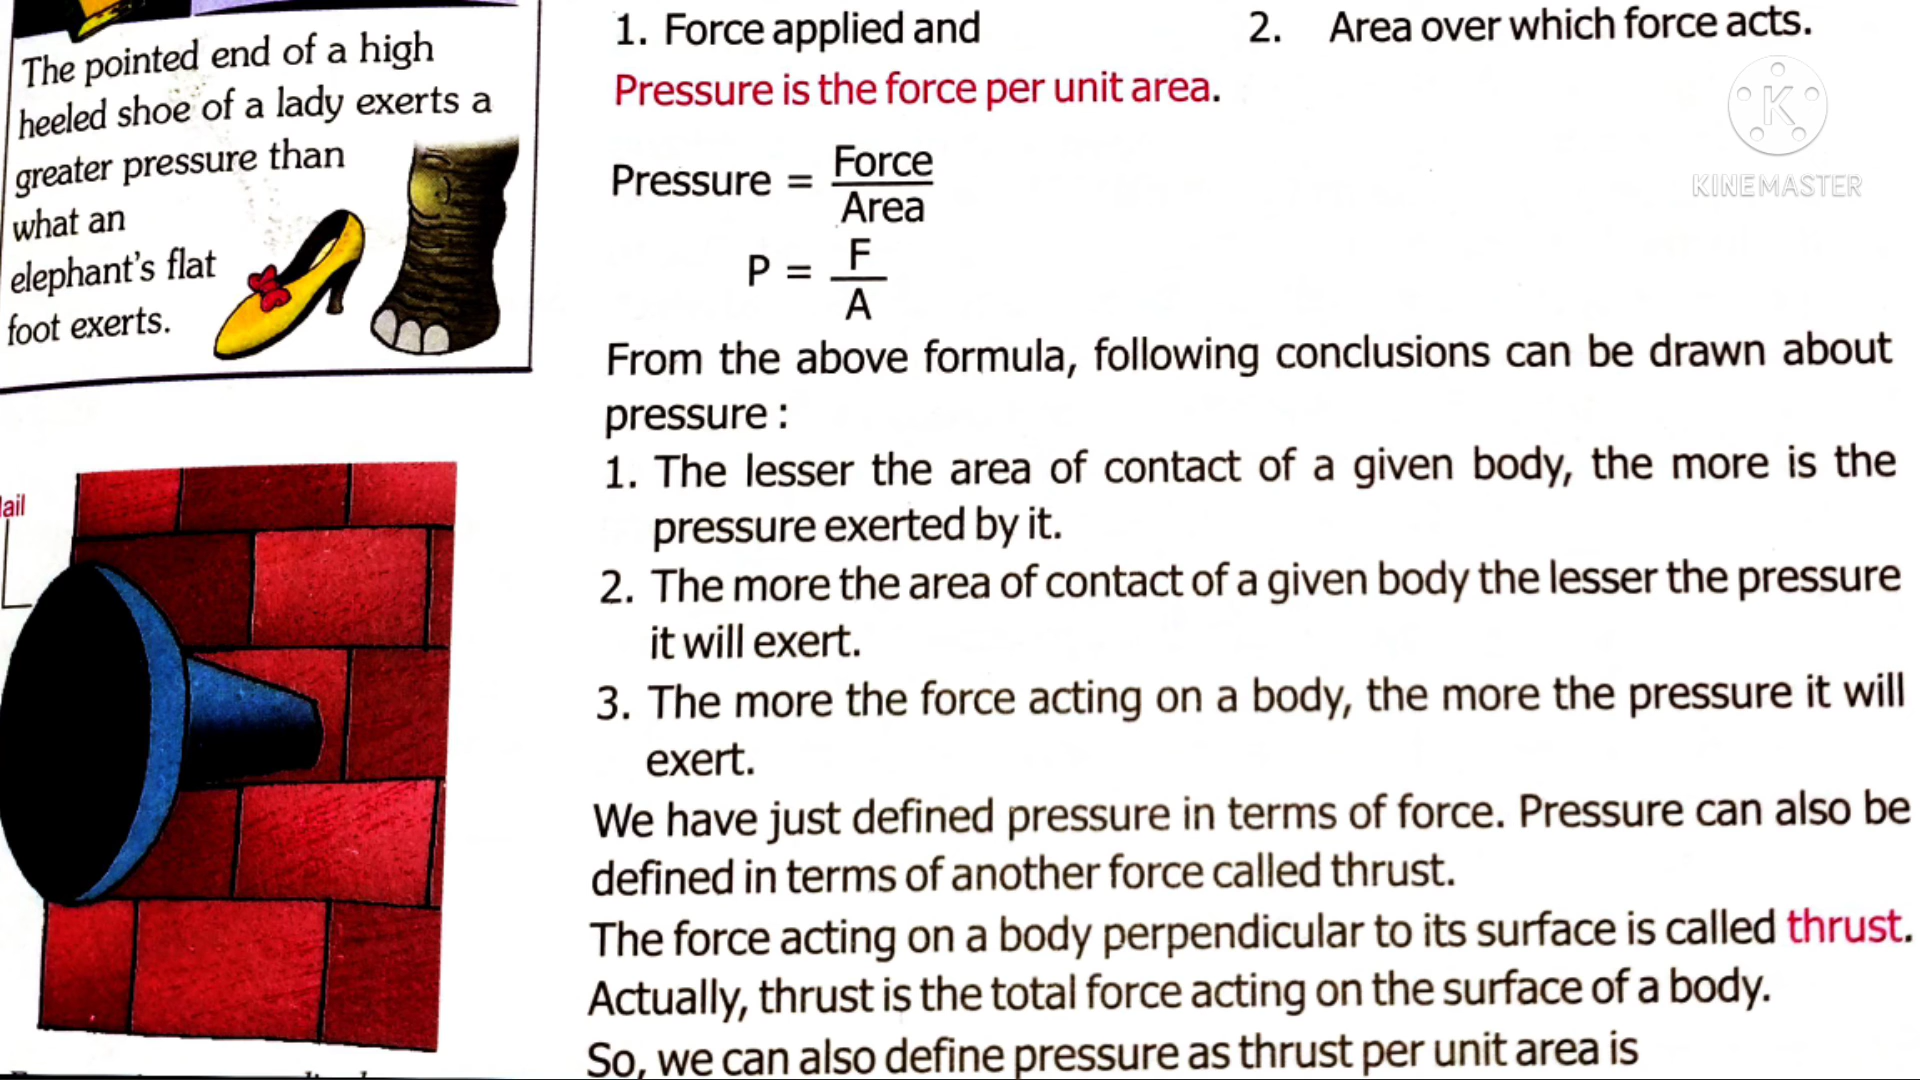 The pointed end of a high
heeled shoe of a lady exerts a
greater pressure than
what an
elephant's flat
foot exerts.
1. Force applied and
2. Area over which force acts.
Pressure is the force per unit area.
Pressure = Force
Area
P = F
A
From the above formula, following conclusions can be drawn about
pressure :
1. The lesser the area of contact of a given body, the more is the
pressure exerted by it.
2. The more the area of contact of a given body the lesser the pressure
it will exert.
3. The more the force acting on a body, the more the pressure it will
exert.
We have just defined pressure in terms of force. Pressure can also be
defined in terms of another force called thrust.
The force acting on a body perpendicular to its surface is called thrust.
Actually, thrust is the total force acting on the surface of a body.
So, we can also define pressure as thrust per unit area is
K
KINEMASTER